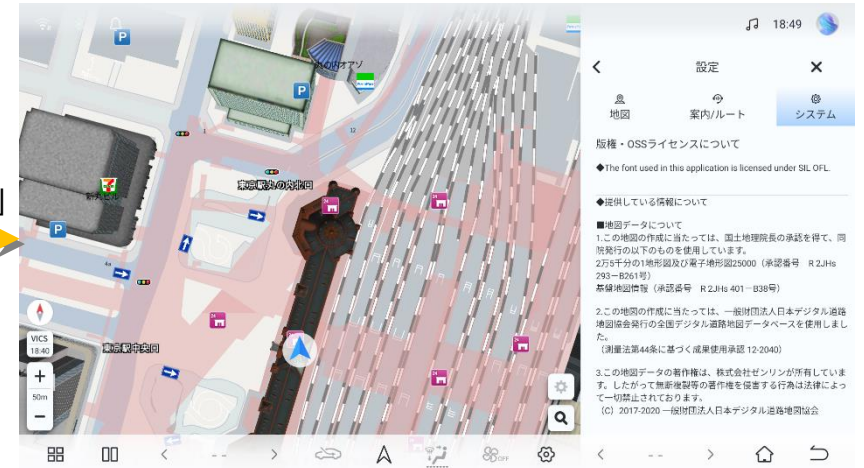 18:49
P
丸の内オアゾ
P
12
東京駅丸の内北口
24
24
新丸ビル
P
4a
東京駅中央口
VICS
18:40
+
50m
−
24
24
OFF
設定
地図
案内/ルート
システム
版権・OSSライセンスについて
◆The font used in this application is licensed under SIL OFL.
◆提供している情報について
■地図データについて
1.この地図の作成に当たっては、国土地理院長の承認を得て、同
院発行の以下のものを使用しています。
2万5千分の1地形図及び電子地形図25000（承認番号　R 2JHs
293－B261号）
基盤地図情報（承認番号　R 2JHs 401－B38号）
2.この地図の作成に当たっては、一般財団法人日本デジタル道路
地図協会発行の全国デジタル道路地図データベースを使用しまし
た。
（測量法第44条に基づく成果使用承認 12-2040）
3.この地図データの著作権は、株式会社ゼンリンが所有していま
す。したがって無断複製等の著作権を侵害する行為は法律によっ
て一切禁止されております。
（C）2017-2020 一般財団法人日本デジタル道路地図協会